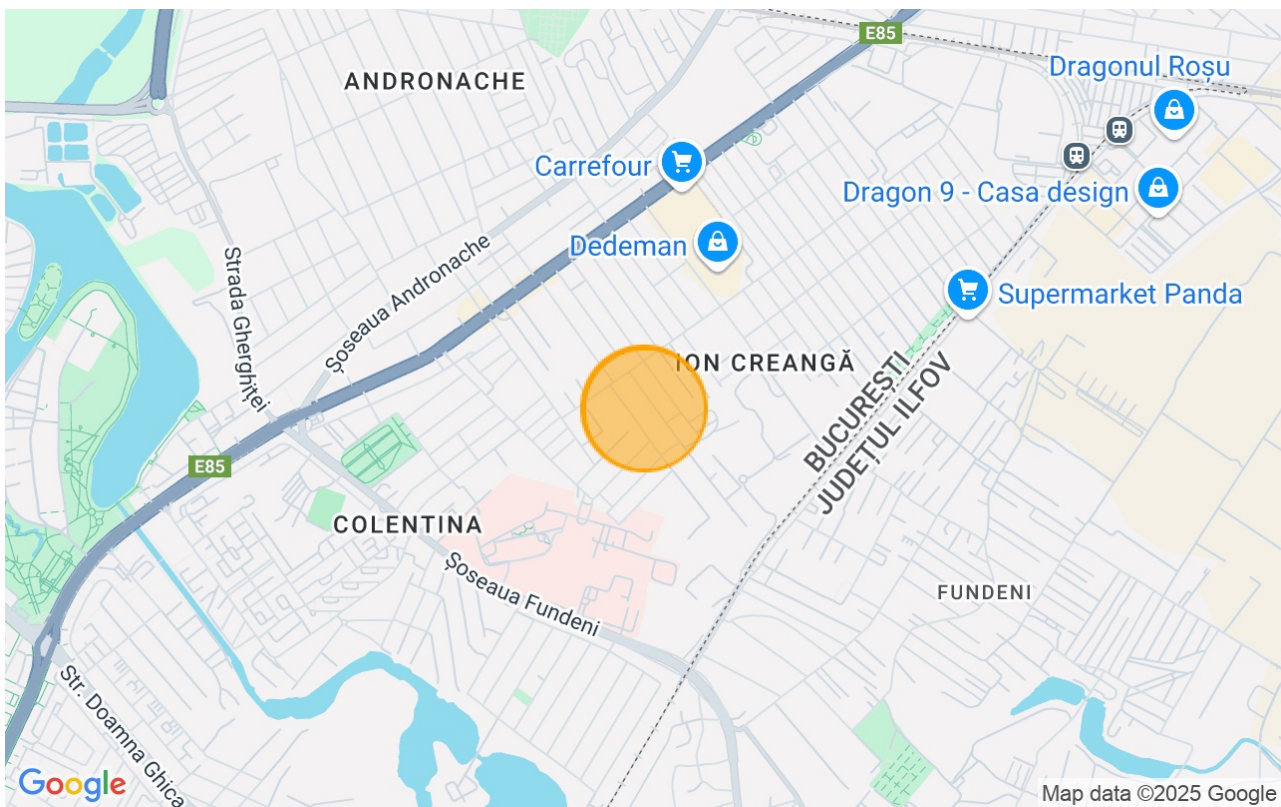 E85
Dragonul Roșu
ANDRONACHE
Carrefour
Dragon 9 - Casa design
Dedeman
Șoseaua Andronache
Strada Gherghiței
Supermarket Panda
ION CREANGĂ
BUCUREȘTI
JUDEȚUL ILFOV
E85
COLENTINA
Șoseaua Fundeni
FUNDENI
Str. Doamna Ghica
Google
Map data ©2025 Google